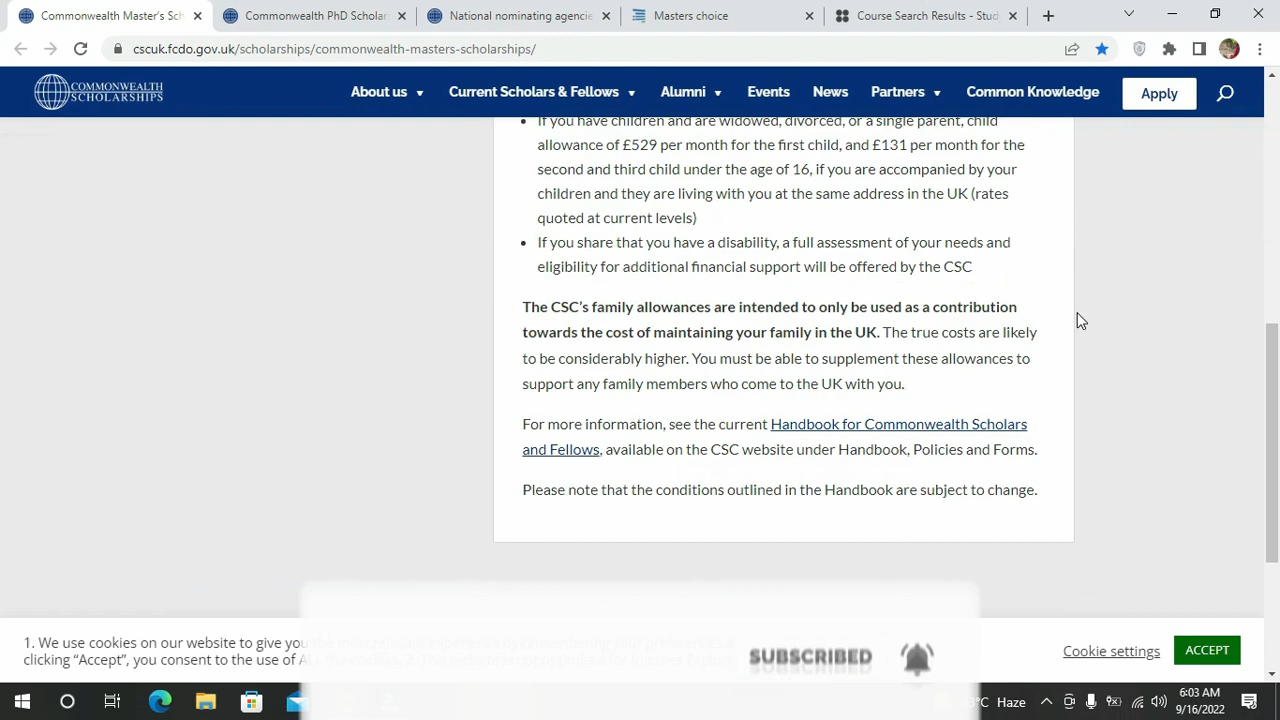 Commonwealth Master's Sch
Commonwealth PhD Scholar
National nominating agencie
Masters choice
Course Search Results - Stud
cscuk.fcdo.gov.uk/scholarships/commonwealth-masters-scholarships/
COMMONWEALTH
SCHOLARSHIPS
About us
Current Scholars & Fellows
Alumni
Events
News
Partners
Common Knowledge
Apply
• If you have children and are widowed, divorced, or a single parent, child
allowance of £529 per month for the first child, and £131 per month for the
second and third child under the age of 16, if you are accompanied by your
children and they are living with you at the same address in the UK (rates
quoted at current levels)
• If you share that you have a disability, a full assessment of your needs and
eligibility for additional financial support will be offered by the CSC
The CSC's family allowances are intended to only be used as a contribution
towards the cost of maintaining your family in the UK. The true costs are likely
to be considerably higher. You must be able to supplement these allowances to
support any family members who come to the UK with you.
For more information, see the current Handbook for Commonwealth Scholars
and Fellows, available on the CSC website under Handbook, Policies and Forms.
Please note that the conditions outlined in the Handbook are subject to change.
1. We use cookies on our website to give you
clicking “Accept”, you consent to the use of
SUBSCRIBED
Cookie settings
ACCEPT
Haze
6:03 AM
9/16/2022